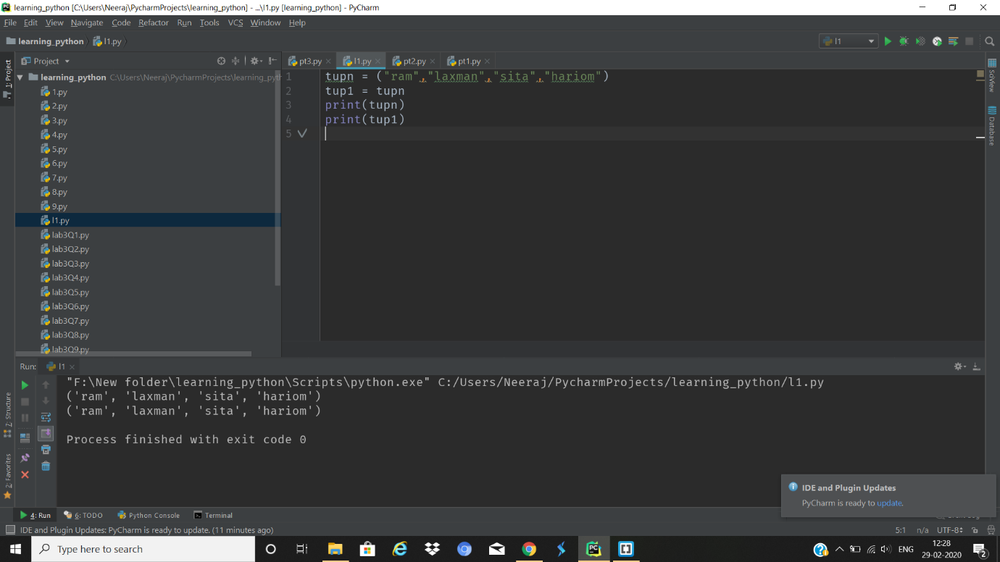 learning_python [C:\Users\Neeraj\PycharmProjects\learning_python] - ...\l1.py [learning_python] - PyCharm
File Edit View Navigate Code Refactor Run Tools VCS Window Help
learning_python l1.py
l1
Project
pt3.py l1.py pt2.py pt1.py
learning_python C:\Users\Neeraj\PycharmProjects\learning_pyth
1.py
2.py
3.py
4.py
5.py
6.py
7.py
8.py
9.py
l1.py
lab3Q1.py
lab3Q2.py
lab3Q3.py
lab3Q4.py
lab3Q5.py
lab3Q6.py
lab3Q7.py
lab3Q8.py
lab3Q9.py
1 tupn = ("ram","laxman","sita","hariom")
2 tup1 = tupn
3 print(tupn)
4 print(tup1)
5
1: Project
7: Structure
2: Favorites
SciView
Database
Run: l1
"F:\New folder\learning_python\Scripts\python.exe" C:/Users/Neeraj/PycharmProjects/learning_python/l1.py
('ram', 'laxman', 'sita', 'hariom')
('ram', 'laxman', 'sita', 'hariom')
Process finished with exit code 0
IDE and Plugin Updates
PyCharm is ready to update.
4: Run 6: TODO Python Console Terminal
IDE and Plugin Updates: PyCharm is ready to update. (11 minutes ago)
5:1 n/a UTF-8
Type here to search
ENG
12:28
29-02-2020
2